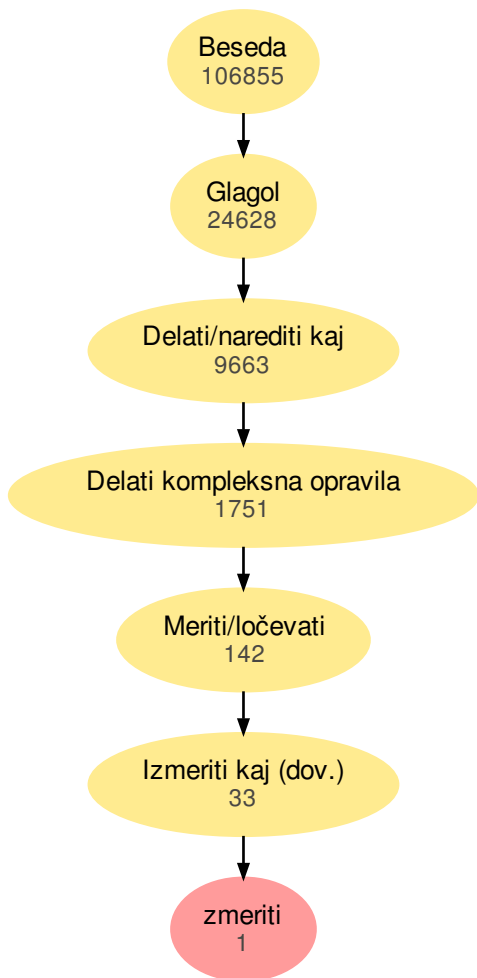 Beseda
106855
Glagol
24628
Delati/narediti kaj
9663
Delati kompleksna opravila
1751
Meriti/ločevati
142
Izmeriti kaj (dov.)
33
zmeriti
1